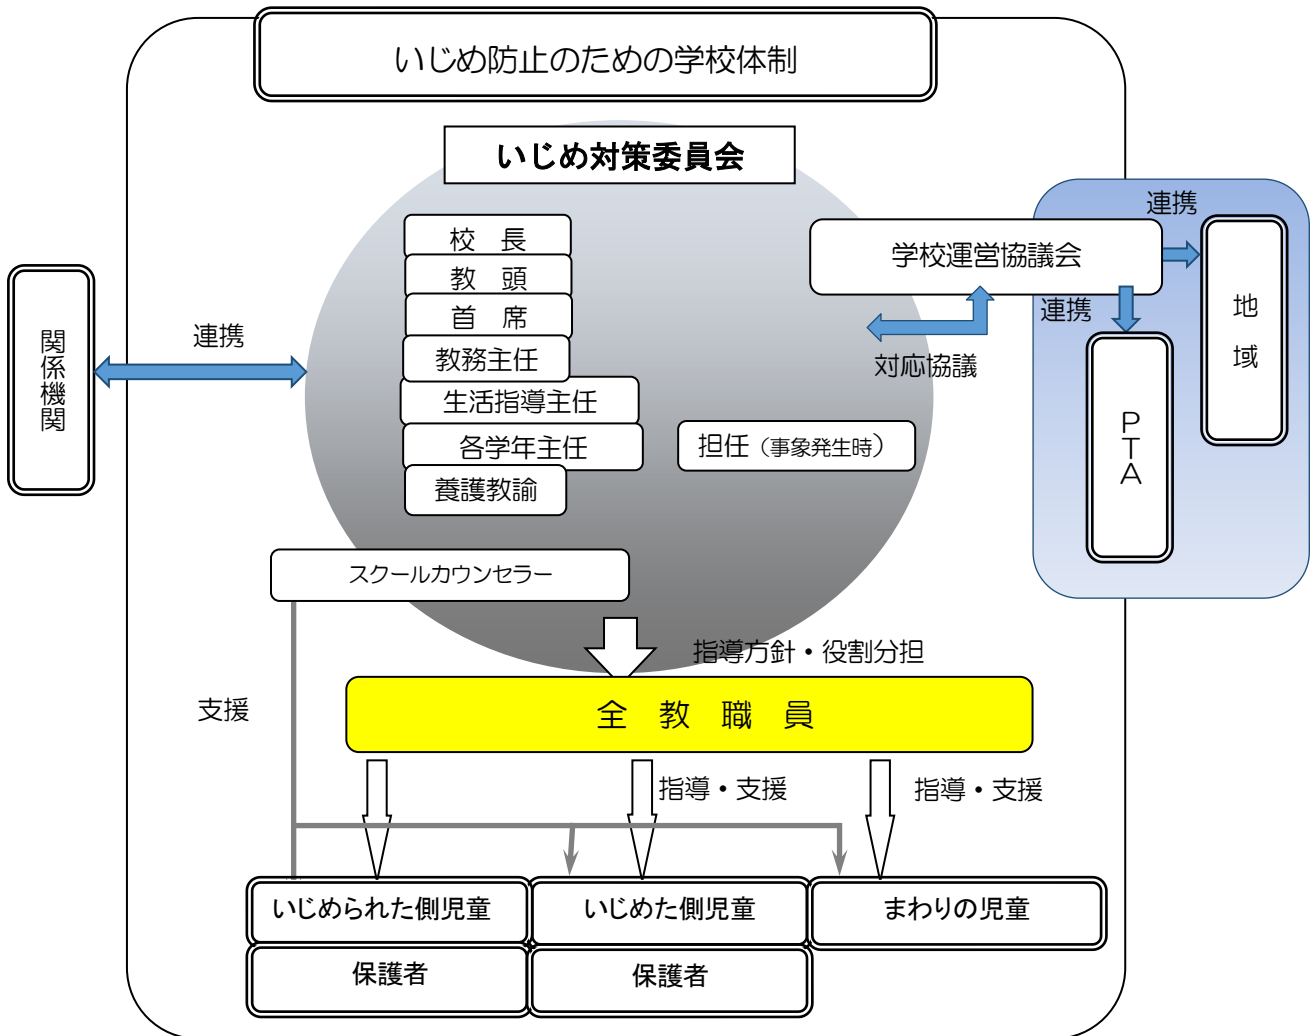 いじめ防止のための学校体制
いじめ対策委員会
校　長
教　頭
首　席
教務主任
生活指導主任
各学年主任
養護教諭
担任（事象発生時）
スクールカウンセラー
関係機関
連携
学校運営協議会
対応協議
連携
連携
地域
PTA
指導方針・役割分担
全　教　職　員
支援
指導・支援
指導・支援
いじめられた側児童
いじめた側児童
まわりの児童
保護者
保護者